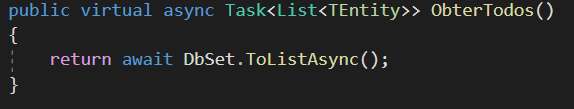 public virtual async Task<List<TEntity>> ObterTodos()
{
    return await DbSet.ToListAsync();
}